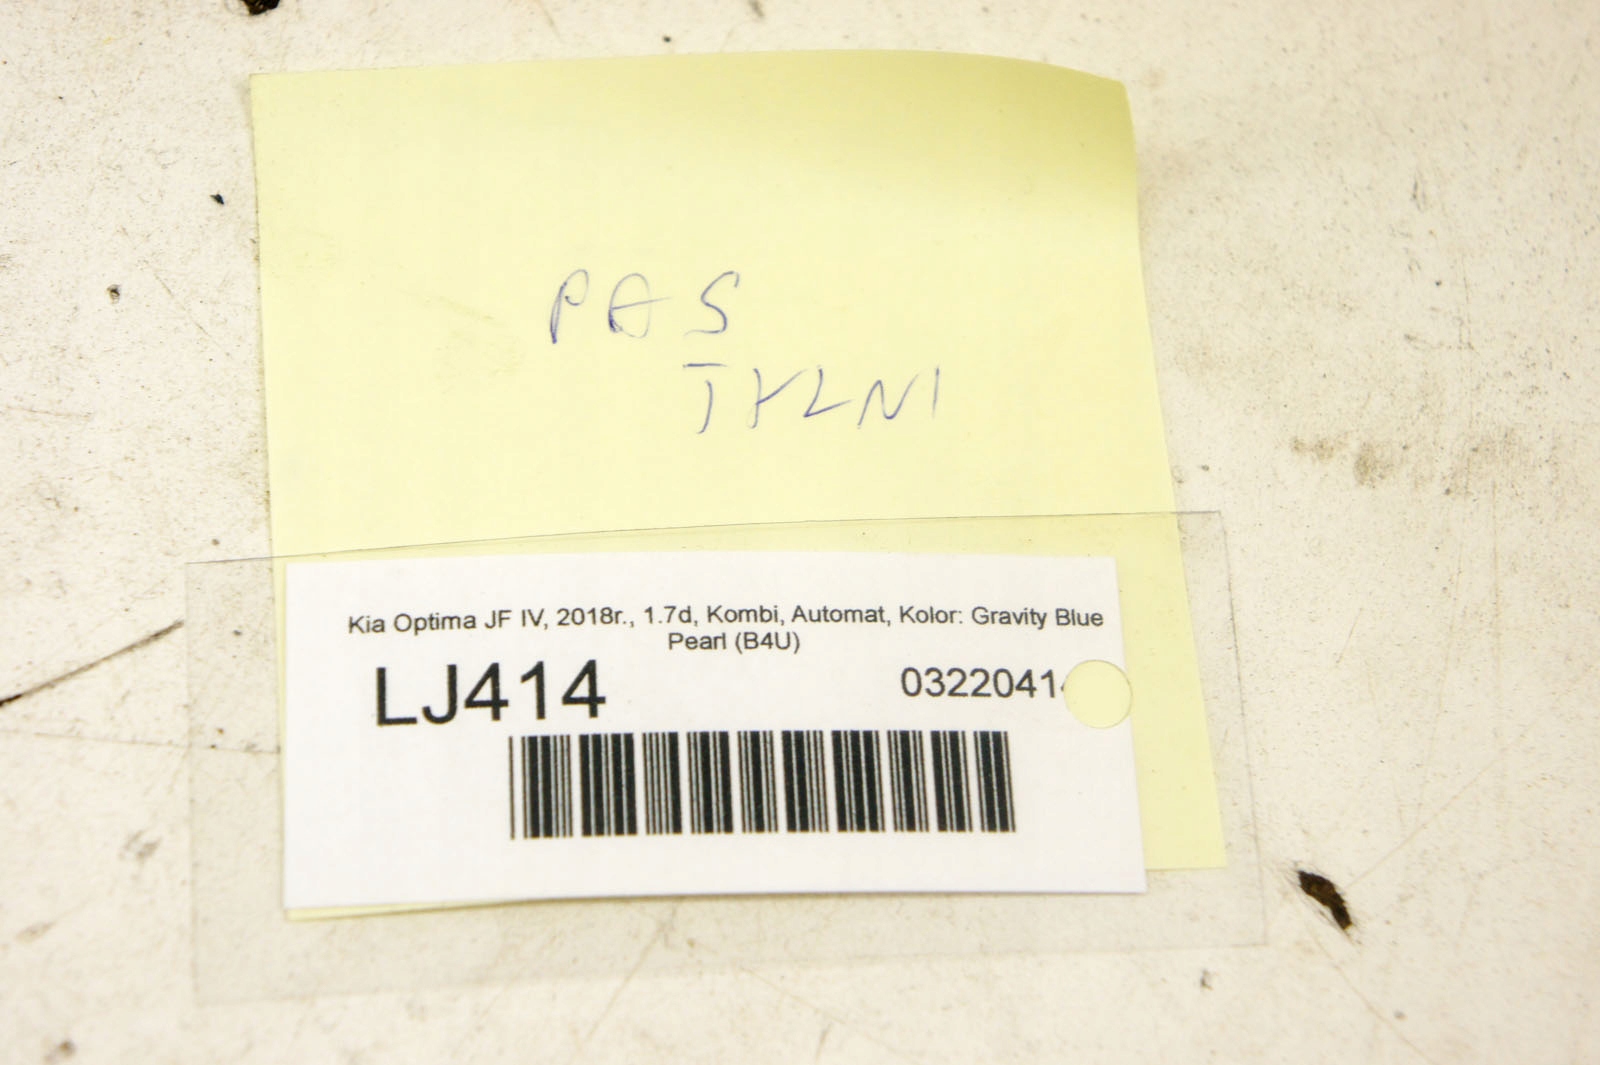 PAS
TYLNI
Kia Optima JF IV, 2018r., 1.7d, Kombi, Automat, Kolor: Gravity Blue
Pearl (B4U)
LJ414 0322041